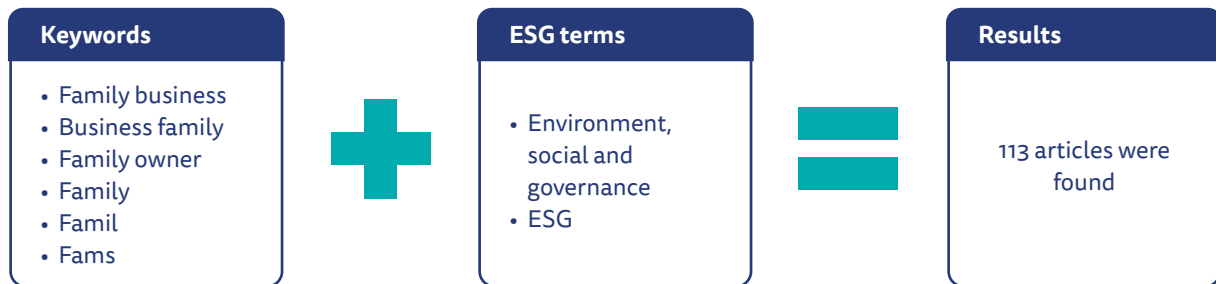 Keywords
• Family business
• Business family
• Family owner
• Family
• Famil
• Fams
ESG terms
• Environment,
social and
governance
• ESG
Results
113 articles were
found